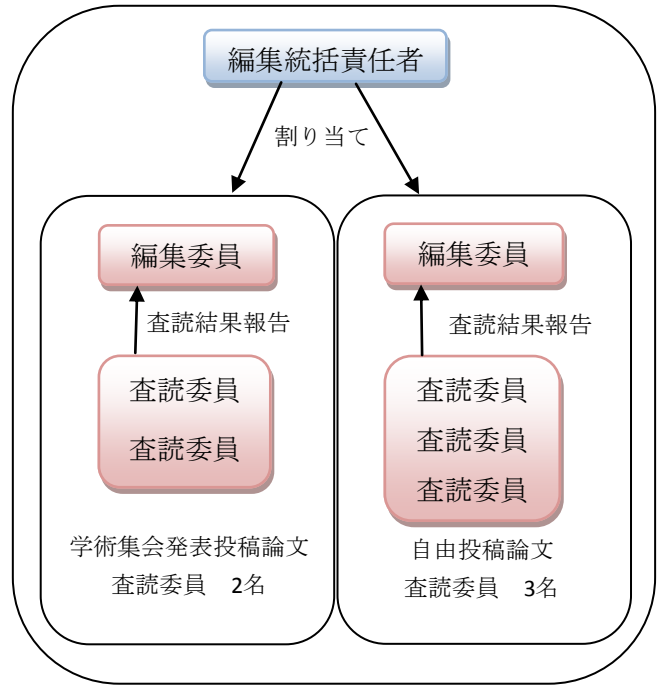 編集統括責任者
割り当て
編集委員
査読結果報告
査読委員
査読委員
学術集会発表投稿論文
査読委員　2名
編集委員
査読結果報告
査読委員
査読委員
査読委員
自由投稿論文
査読委員　3名